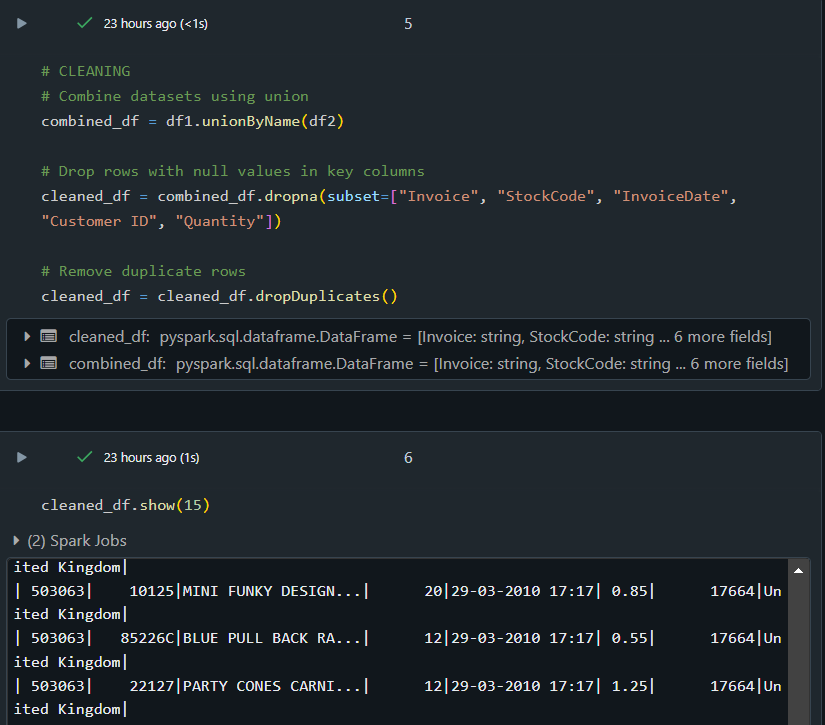 23 hours ago (<1s)
5
# CLEANING
# Combine datasets using union
combined_df = df1.unionByName(df2)
# Drop rows with null values in key columns
cleaned_df = combined_df.dropna(subset=["Invoice", "StockCode", "InvoiceDate",
"Customer ID", "Quantity"])
# Remove duplicate rows
cleaned_df = cleaned_df.dropDuplicates()
cleaned_df: pyspark.sql.dataframe.DataFrame = [Invoice: string, StockCode: string ... 6 more fields]
combined_df: pyspark.sql.dataframe.DataFrame = [Invoice: string, StockCode: string ... 6 more fields]
23 hours ago (1s)
6
cleaned_df.show(15)
(2) Spark Jobs
ited Kingdom|
| 503063|    10125|MINI FUNKY DESIGN...|      20|29-03-2010 17:17| 0.85|      17664|Un
ited Kingdom|
| 503063|   85226C|BLUE PULL BACK RA...|      12|29-03-2010 17:17| 0.55|      17664|Un
ited Kingdom|
| 503063|    22127|PARTY CONES CARNI...|      12|29-03-2010 17:17| 1.25|      17664|Un
ited Kingdom|